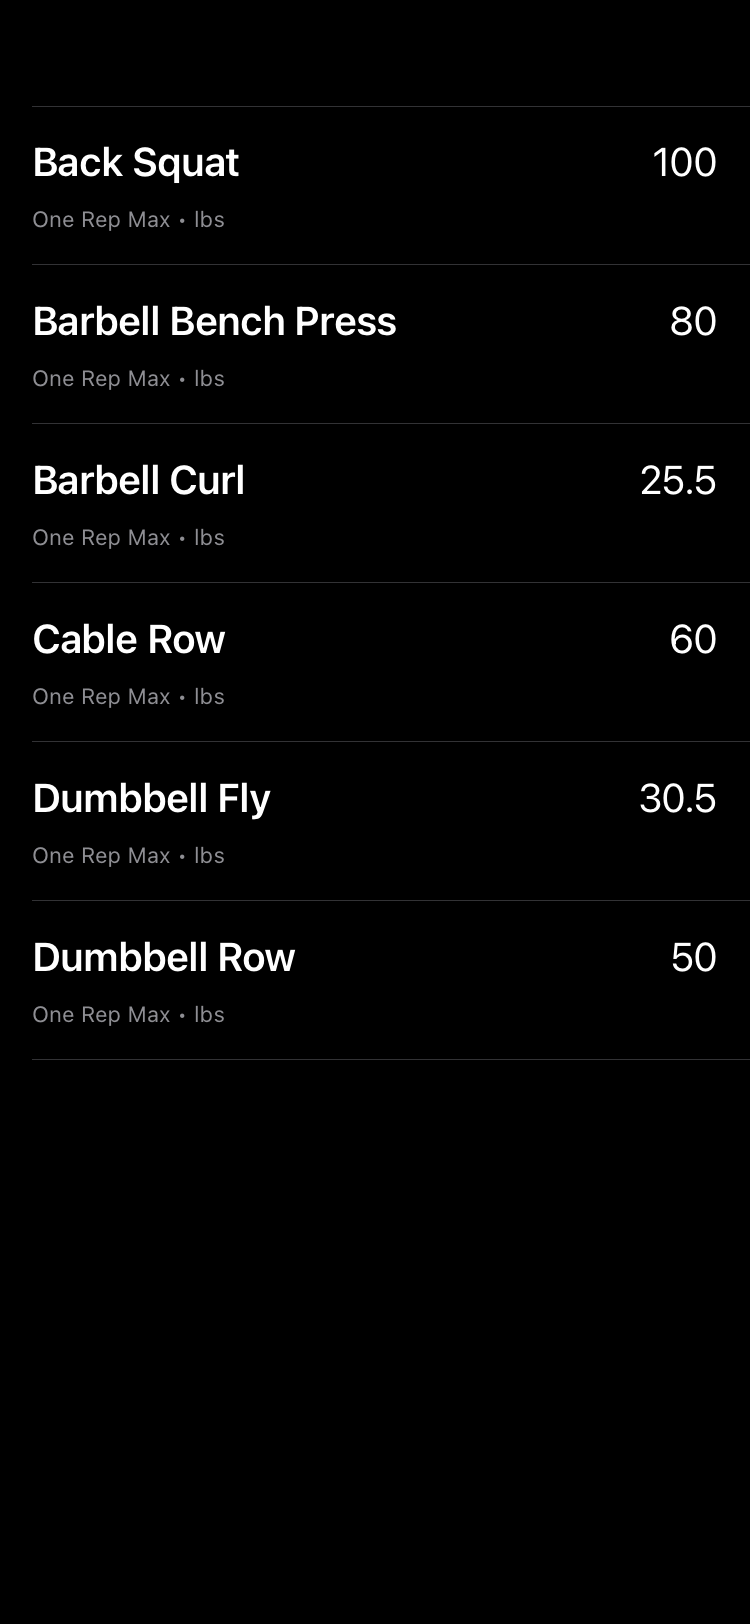 Back Squat 100
One Rep Max • lbs
Barbell Bench Press 80
One Rep Max • lbs
Barbell Curl 25.5
One Rep Max • lbs
Cable Row 60
One Rep Max • lbs
Dumbbell Fly 30.5
One Rep Max • lbs
Dumbbell Row 50
One Rep Max • lbs